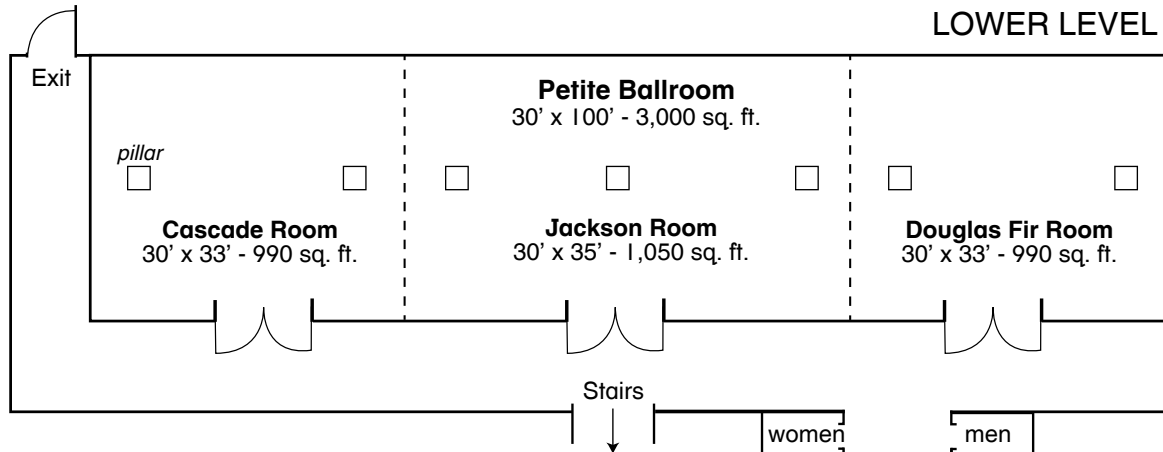 LOWER LEVEL
Exit
Petite Ballroom
30’ x 100’ - 3,000 sq. ft.
pillar
Cascade Room
30’ x 33’ - 990 sq. ft.
Jackson Room
30’ x 35’ - 1,050 sq. ft.
Douglas Fir Room
30’ x 33’ - 990 sq. ft.
Stairs
women
men